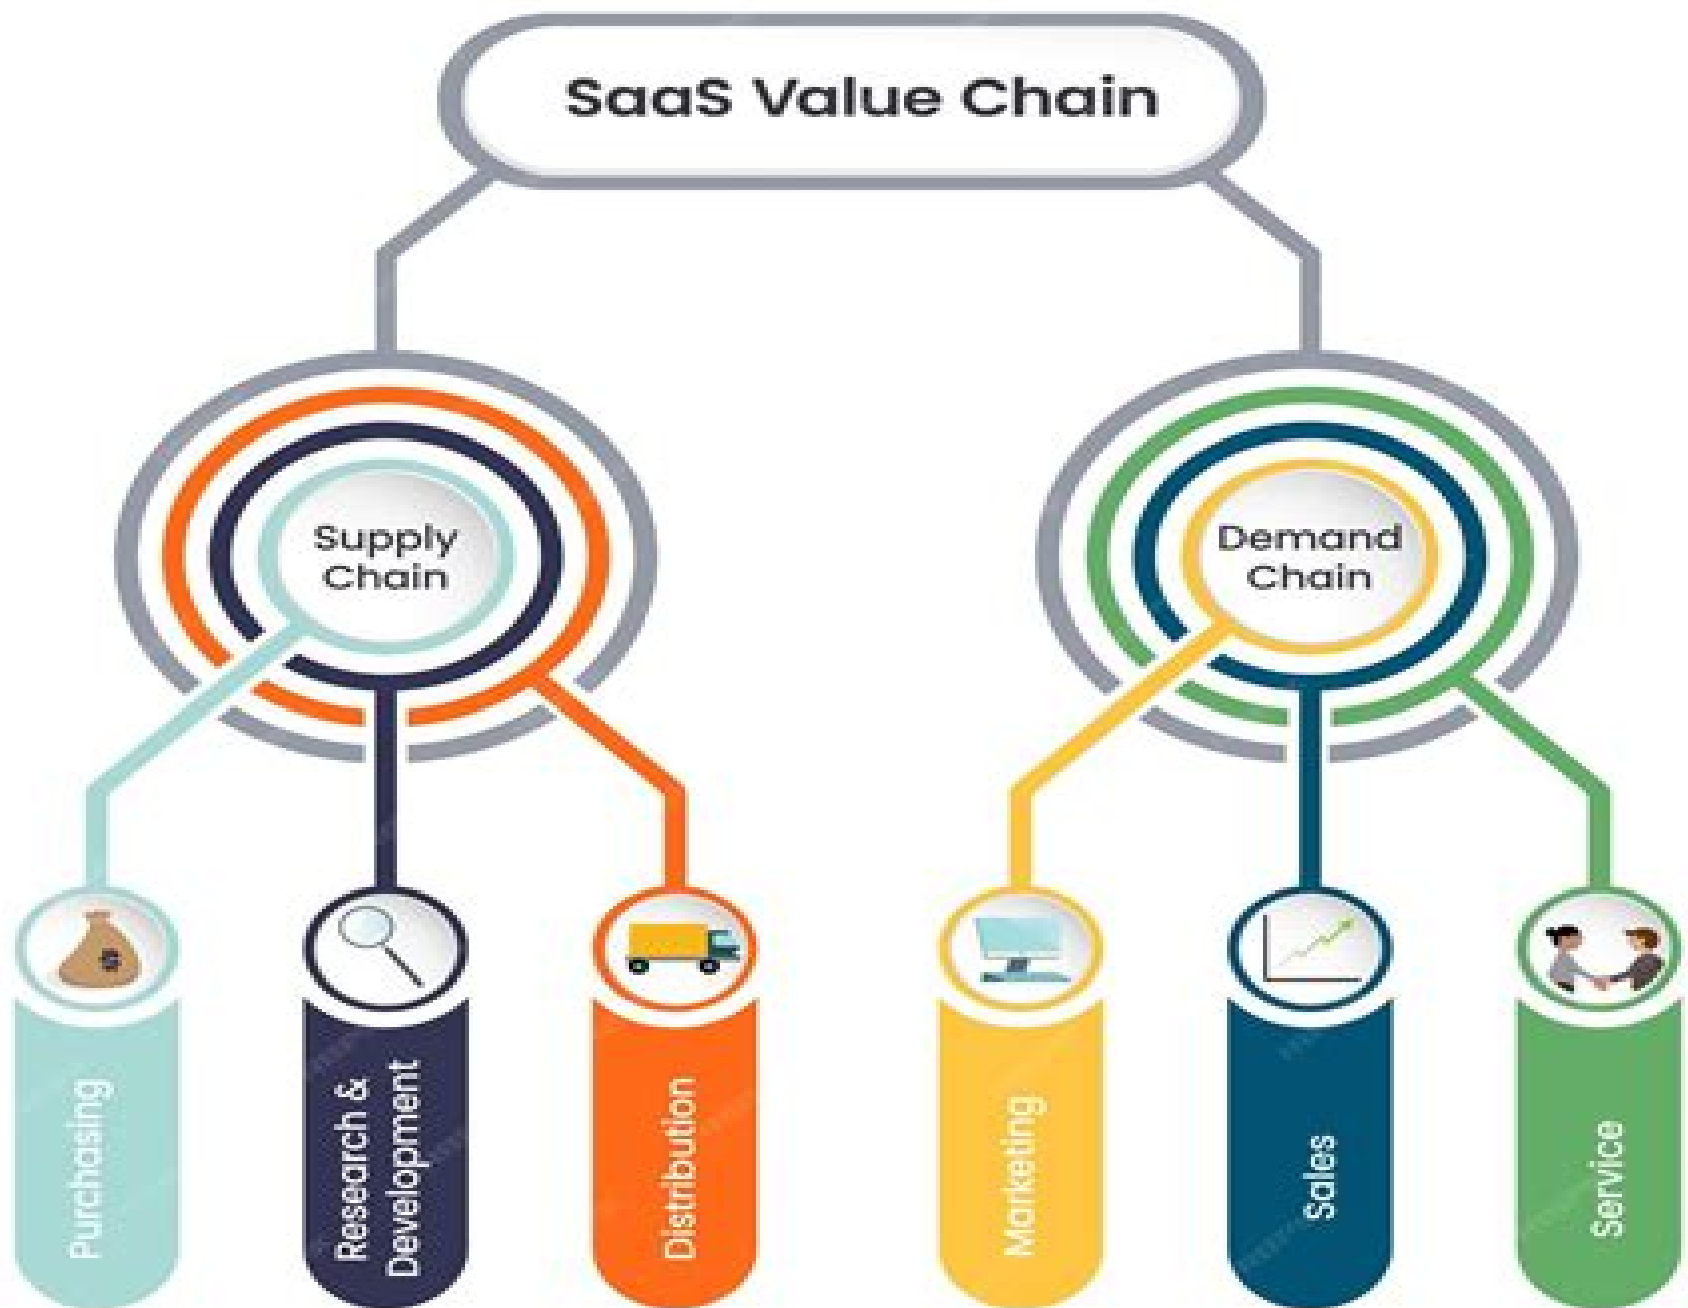 SaaS Value Chain
Supply
Chain
Demand
Chain
Purchasing
Research &
Development
Distribution
Marketing
Sales
Service